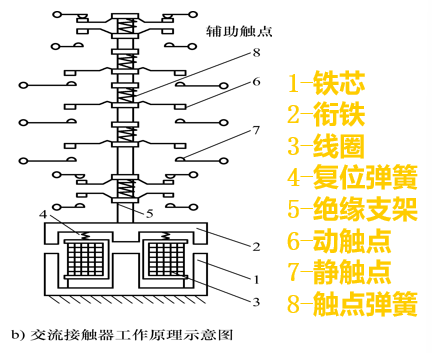 辅助触点
8
6
7
4
5
2
1
3
1-铁芯
2-衔铁
3-线圈
4-复位弹簧
5-绝缘支架
6-动触点
7-静触点
8-触点弹簧
b) 交流接触器工作原理示意图